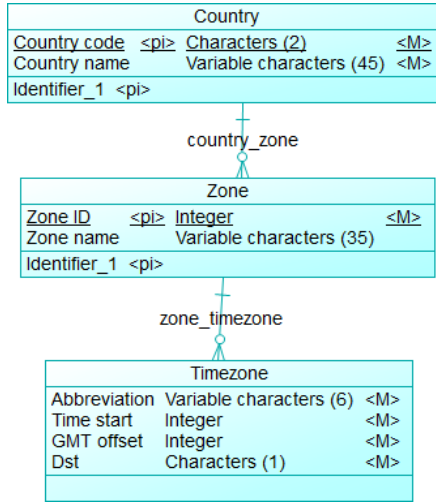 Country
Country code <pi> Characters (2) <M>
Country name Variable characters (45) <M>
Identifier_1 <pi>
country_zone
Zone
Zone ID <pi> Integer <M>
Zone name Variable characters (35)
Identifier_1 <pi>
zone_timezone
Timezone
Abbreviation Variable characters (6) <M>
Time start Integer <M>
GMT offset Integer <M>
Dst Characters (1) <M>